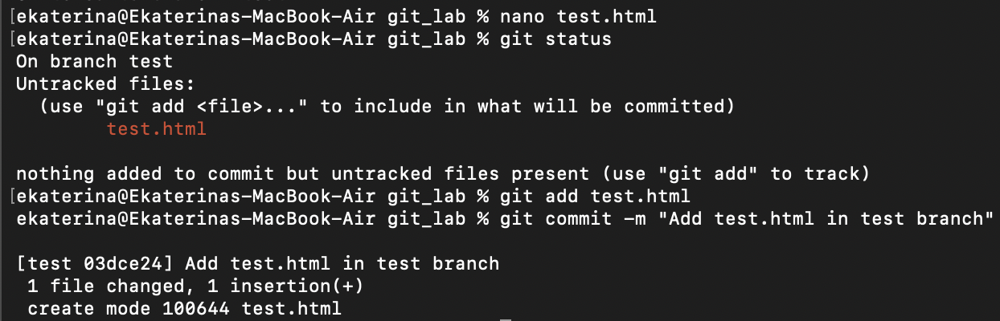 [ekaterina@Ekaterinas-MacBook-Air git_lab % nano test.html
[ekaterina@Ekaterinas-MacBook-Air git_lab % git status
On branch test
Untracked files:
  (use "git add <file>..." to include in what will be committed)
        test.html

nothing added to commit but untracked files present (use "git add" to track)
[ekaterina@Ekaterinas-MacBook-Air git_lab % git add test.html
ekaterina@Ekaterinas-MacBook-Air git_lab % git commit -m "Add test.html in test branch"

[test 03dce24] Add test.html in test branch
 1 file changed, 1 insertion(+)
 create mode 100644 test.html